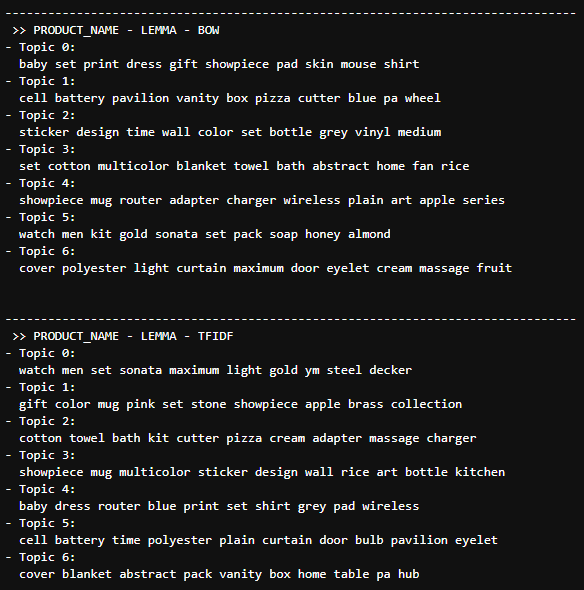 --------------------------------------------------------------------------------
>> PRODUCT_NAME - LEMMA - BOW
- Topic 0:
baby set print dress gift showpiece pad skin mouse shirt
- Topic 1:
cell battery pavilion vanity box pizza cutter blue pa wheel
- Topic 2:
sticker design time wall color set bottle grey vinyl medium
- Topic 3:
set cotton multicolor blanket towel bath abstract home fan rice
- Topic 4:
showpiece mug router adapter charger wireless plain art apple series
- Topic 5:
watch men kit gold sonata set pack soap honey almond
- Topic 6:
cover polyester light curtain maximum door eyelet cream massage fruit
--------------------------------------------------------------------------------
>> PRODUCT_NAME - LEMMA - TFIDF
- Topic 0:
watch men set sonata maximum light gold ym steel decker
- Topic 1:
gift color mug pink set stone showpiece apple brass collection
- Topic 2:
cotton towel bath kit cutter pizza cream adapter massage charger
- Topic 3:
showpiece mug multicolor sticker design wall rice art bottle kitchen
- Topic 4:
baby dress router blue print set shirt grey pad wireless
- Topic 5:
cell battery time polyester plain curtain door bulb pavilion eyelet
- Topic 6:
cover blanket abstract pack vanity box home table pa hub